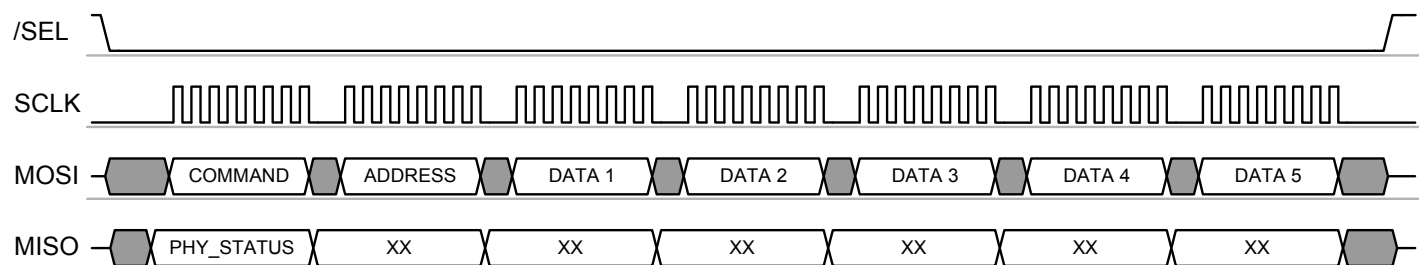 /SEL
SCLK
MOSI COMMAND ADDRESS DATA 1 DATA 2 DATA 3 DATA 4 DATA 5
MISO PHY_STATUS XX XX XX XX XX XX